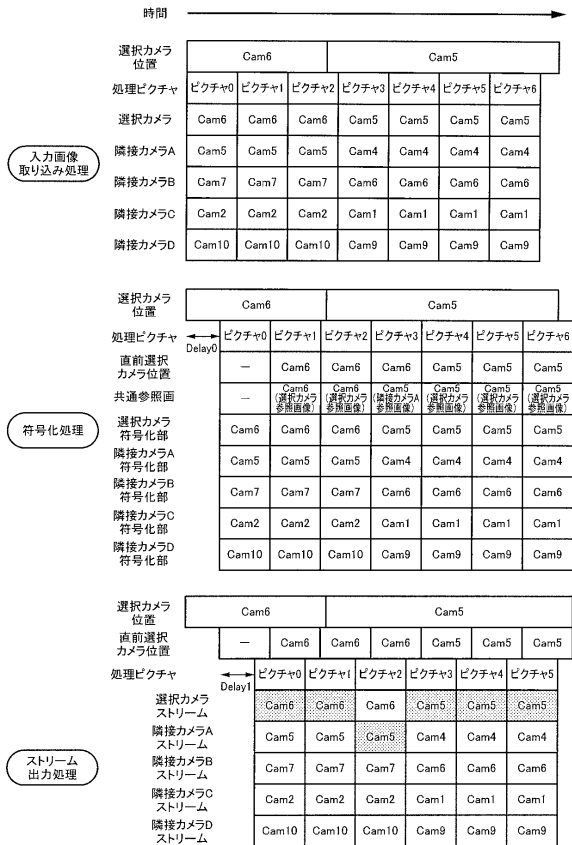 時間
選択カメラ
位置
Cam6 Cam5
処理ピクチャ ピクチャ0 ピクチャ1 ピクチャ2 ピクチャ3 ピクチャ4 ピクチャ5 ピクチャ6
選択カメラ Cam6 Cam6 Cam6 Cam5 Cam5 Cam5 Cam5
入力画像
取り込み処理
隣接カメラA Cam5 Cam5 Cam5 Cam4 Cam4 Cam4 Cam4
隣接カメラB Cam7 Cam7 Cam7 Cam6 Cam6 Cam6 Cam6
隣接カメラC Cam2 Cam2 Cam2 Cam1 Cam1 Cam1 Cam1
隣接カメラD Cam10 Cam10 Cam10 Cam9 Cam9 Cam9 Cam9
選択カメラ
位置
Cam6 Cam5
処理ピクチャ Delay0 ピクチャ0 ピクチャ1 ピクチャ2 ピクチャ3 ピクチャ4 ピクチャ5 ピクチャ6
直前選択
カメラ位置
― Cam6 Cam6 Cam6 Cam5 Cam5 Cam5
共通参照画 ― Cam6 Cam6 Cam5 Cam5 Cam5 Cam5
(選択カメラ (選択カメラ (隣接カメラA (選択カメラ (選択カメラ (選択カメラ
参照画像) 参照画像) 参照画像) 参照画像) 参照画像) 参照画像)
符号化処理
選択カメラ
符号化部
Cam6 Cam6 Cam6 Cam5 Cam5 Cam5 Cam5
隣接カメラA
符号化部
Cam5 Cam5 Cam5 Cam4 Cam4 Cam4 Cam4
隣接カメラB
符号化部
Cam7 Cam7 Cam7 Cam6 Cam6 Cam6 Cam6
隣接カメラC
符号化部
Cam2 Cam2 Cam2 Cam1 Cam1 Cam1 Cam1
隣接カメラD
符号化部
Cam10 Cam10 Cam10 Cam9 Cam9 Cam9 Cam9
選択カメラ
位置
Cam6 Cam5
直前選択
カメラ位置
― Cam6 Cam6 Cam6 Cam5 Cam5 Cam5
処理ピクチャ Delay1 ピクチャ0 ピクチャ1 ピクチャ2 ピクチャ3 ピクチャ4 ピクチャ5
選択カメラ
ストリーム
Cam6 Cam6 Cam6 Cam5 Cam5 Cam5
隣接カメラA
ストリーム
Cam5 Cam5 Cam5 Cam4 Cam4 Cam4
ストリーム
出力処理
隣接カメラB
ストリーム
Cam7 Cam7 Cam7 Cam6 Cam6 Cam6
隣接カメラC
ストリーム
Cam2 Cam2 Cam2 Cam1 Cam1 Cam1
隣接カメラD
ストリーム
Cam10 Cam10 Cam10 Cam9 Cam9 Cam9